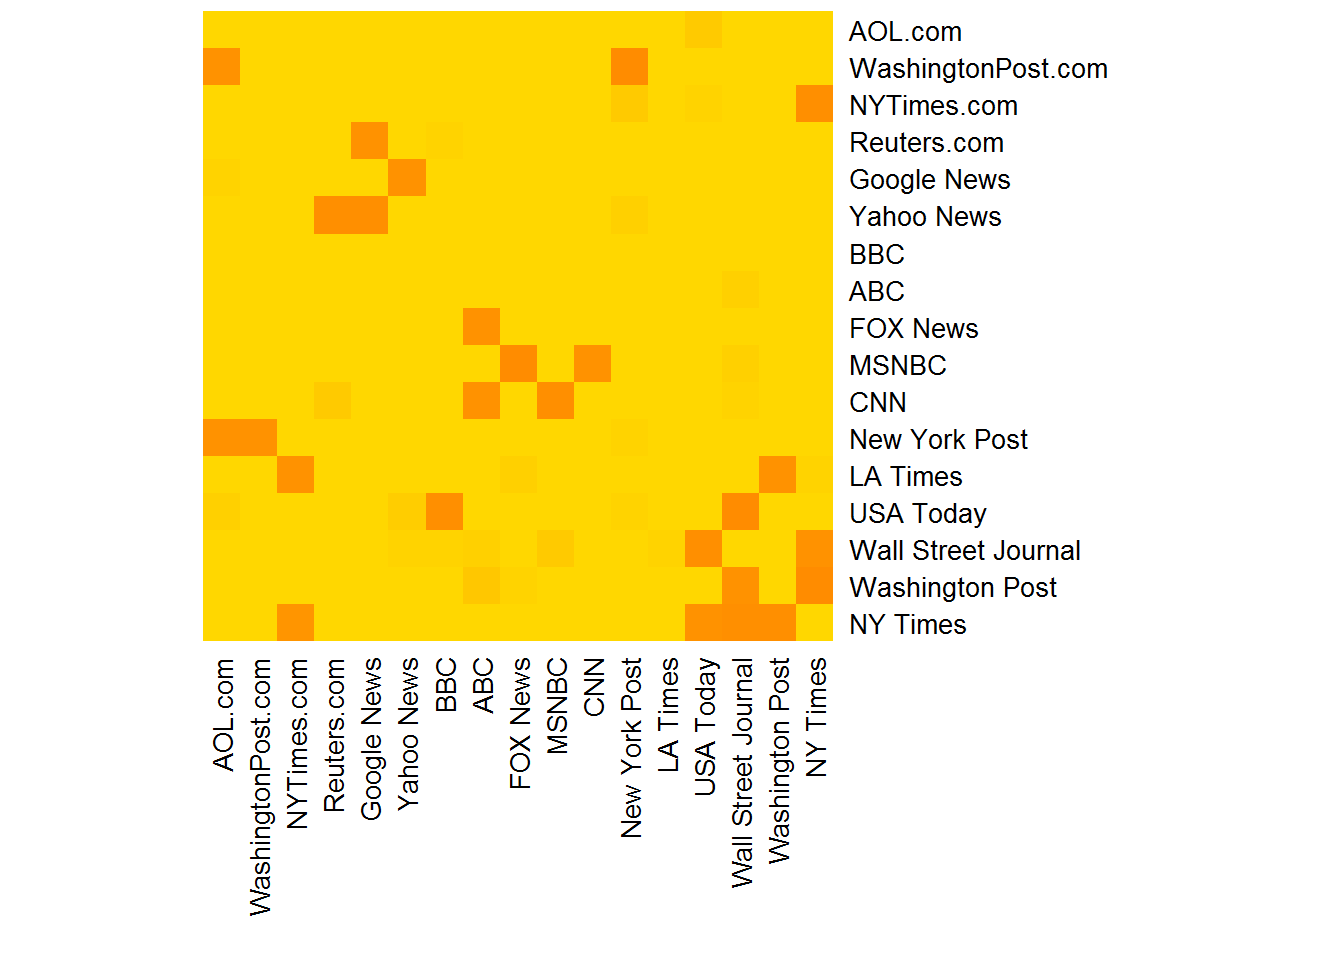 AOL.com
WashingtonPost.com
NYTimes.com
Reuters.com
Google News
Yahoo News
BBC
ABC
FOX News
MSNBC
CNN
New York Post
LA Times
USA Today
Wall Street Journal
Washington Post
NY Times
AOL.com
WashingtonPost.com
NYTimes.com
Reuters.com
Google News
Yahoo News
BBC
ABC
FOX News
MSNBC
CNN
New York Post
LA Times
USA Today
Wall Street Journal
Washington Post
NY Times